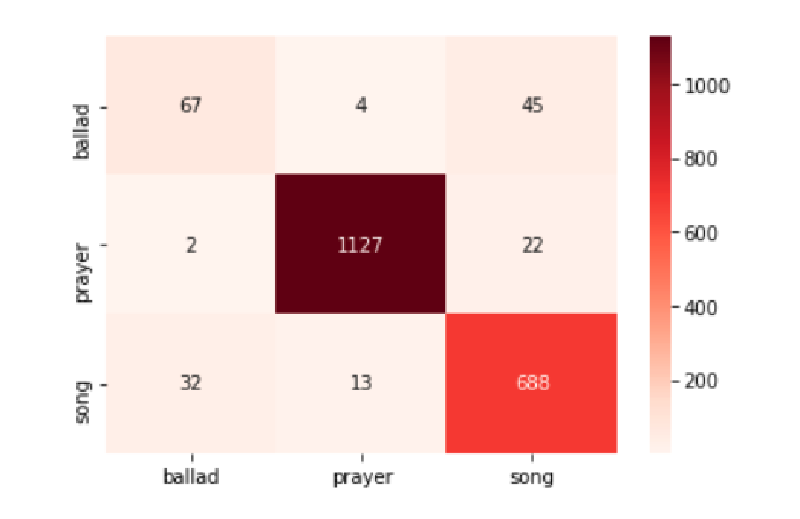 ballad 67 4 45
prayer 2 1127 22
song 32 13 688
ballad prayer song
1000
800
600
400
200